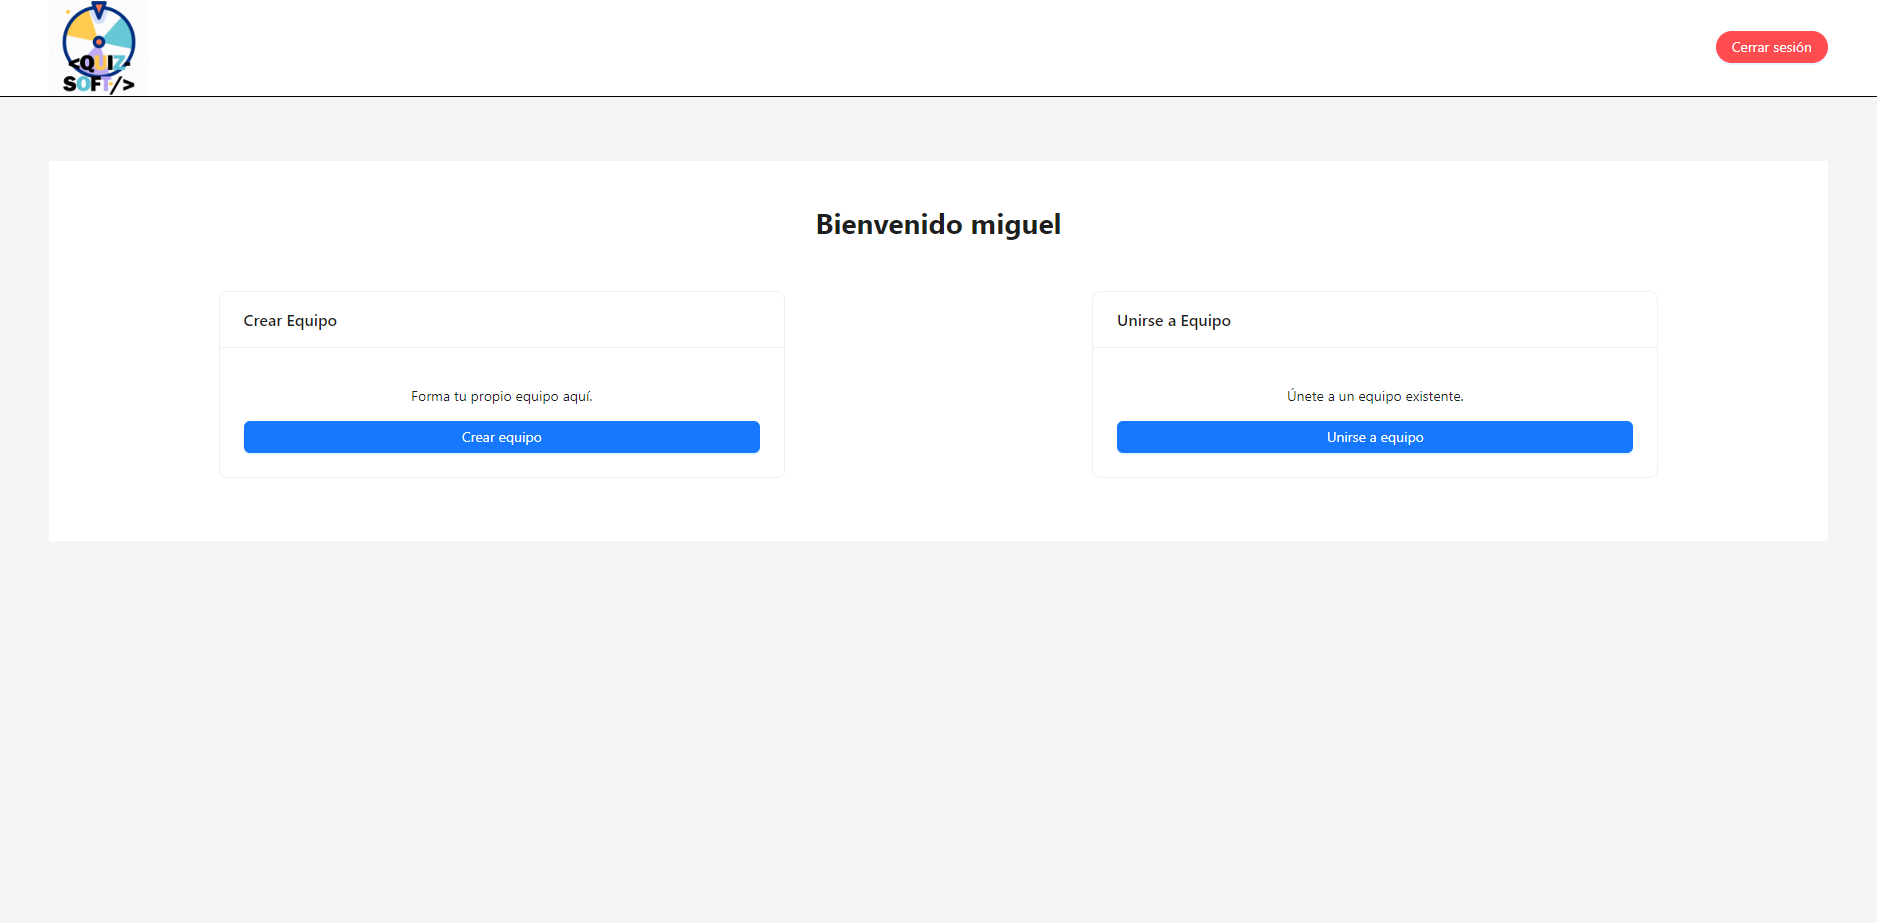 <QUIZ
SOFT/>
Cerrar sesión
Bienvenido miguel
Crear Equipo
Forma tu propio equipo aquí.
Crear equipo
Unirse a Equipo
Únete a un equipo existente.
Unirse a equipo